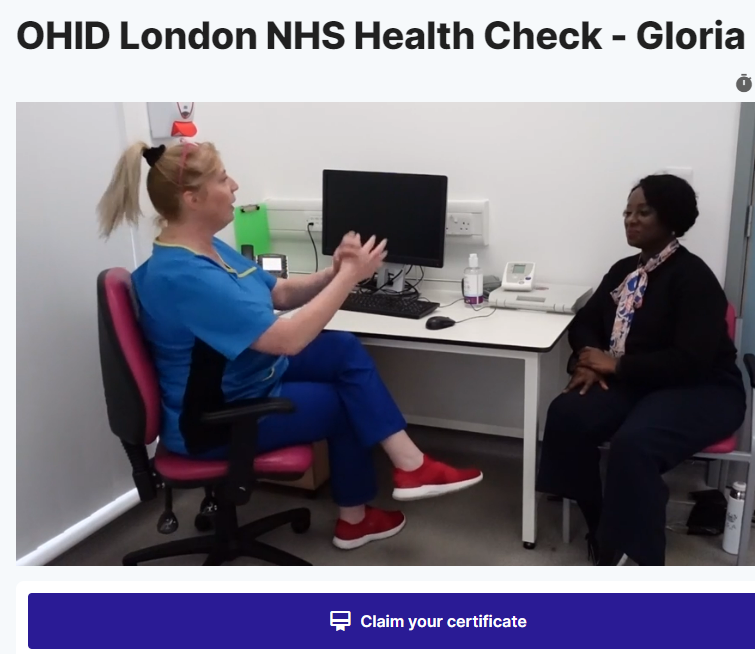 OHID London NHS Health Check - Gloria
Claim your certificate